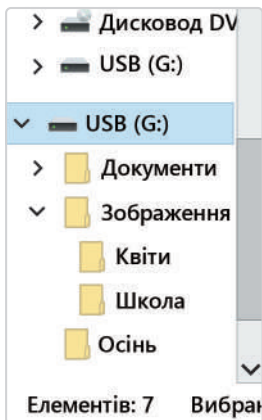 Дисковод DV
USB (G:)
USB (G:)
Документи
Зображення
Квіти
Школа
Осінь
Елементів: 7 Вибран